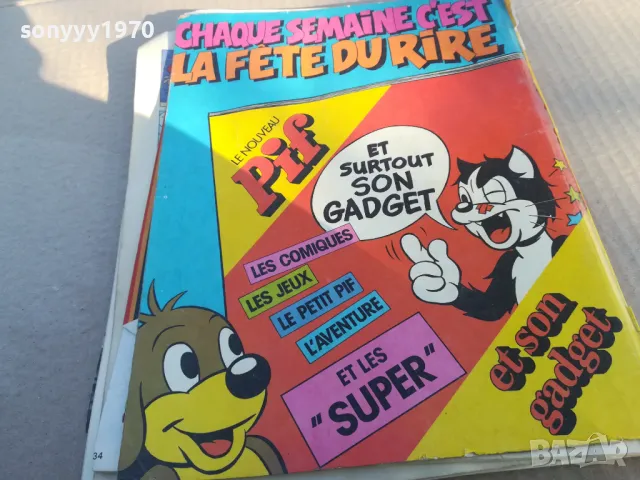 sonyyy1970
CHAQUE SEMAINE C'EST
LA FÊTE DU RIRE
LE NOUVEAU
Pif
ET
SURTOUT
SON
GADGET
LES COMIQUES
LES JEUX
LE PETIT PIF
L'AVENTURE
ET LES
"SUPER"
et son
gadget
34
BAZAR